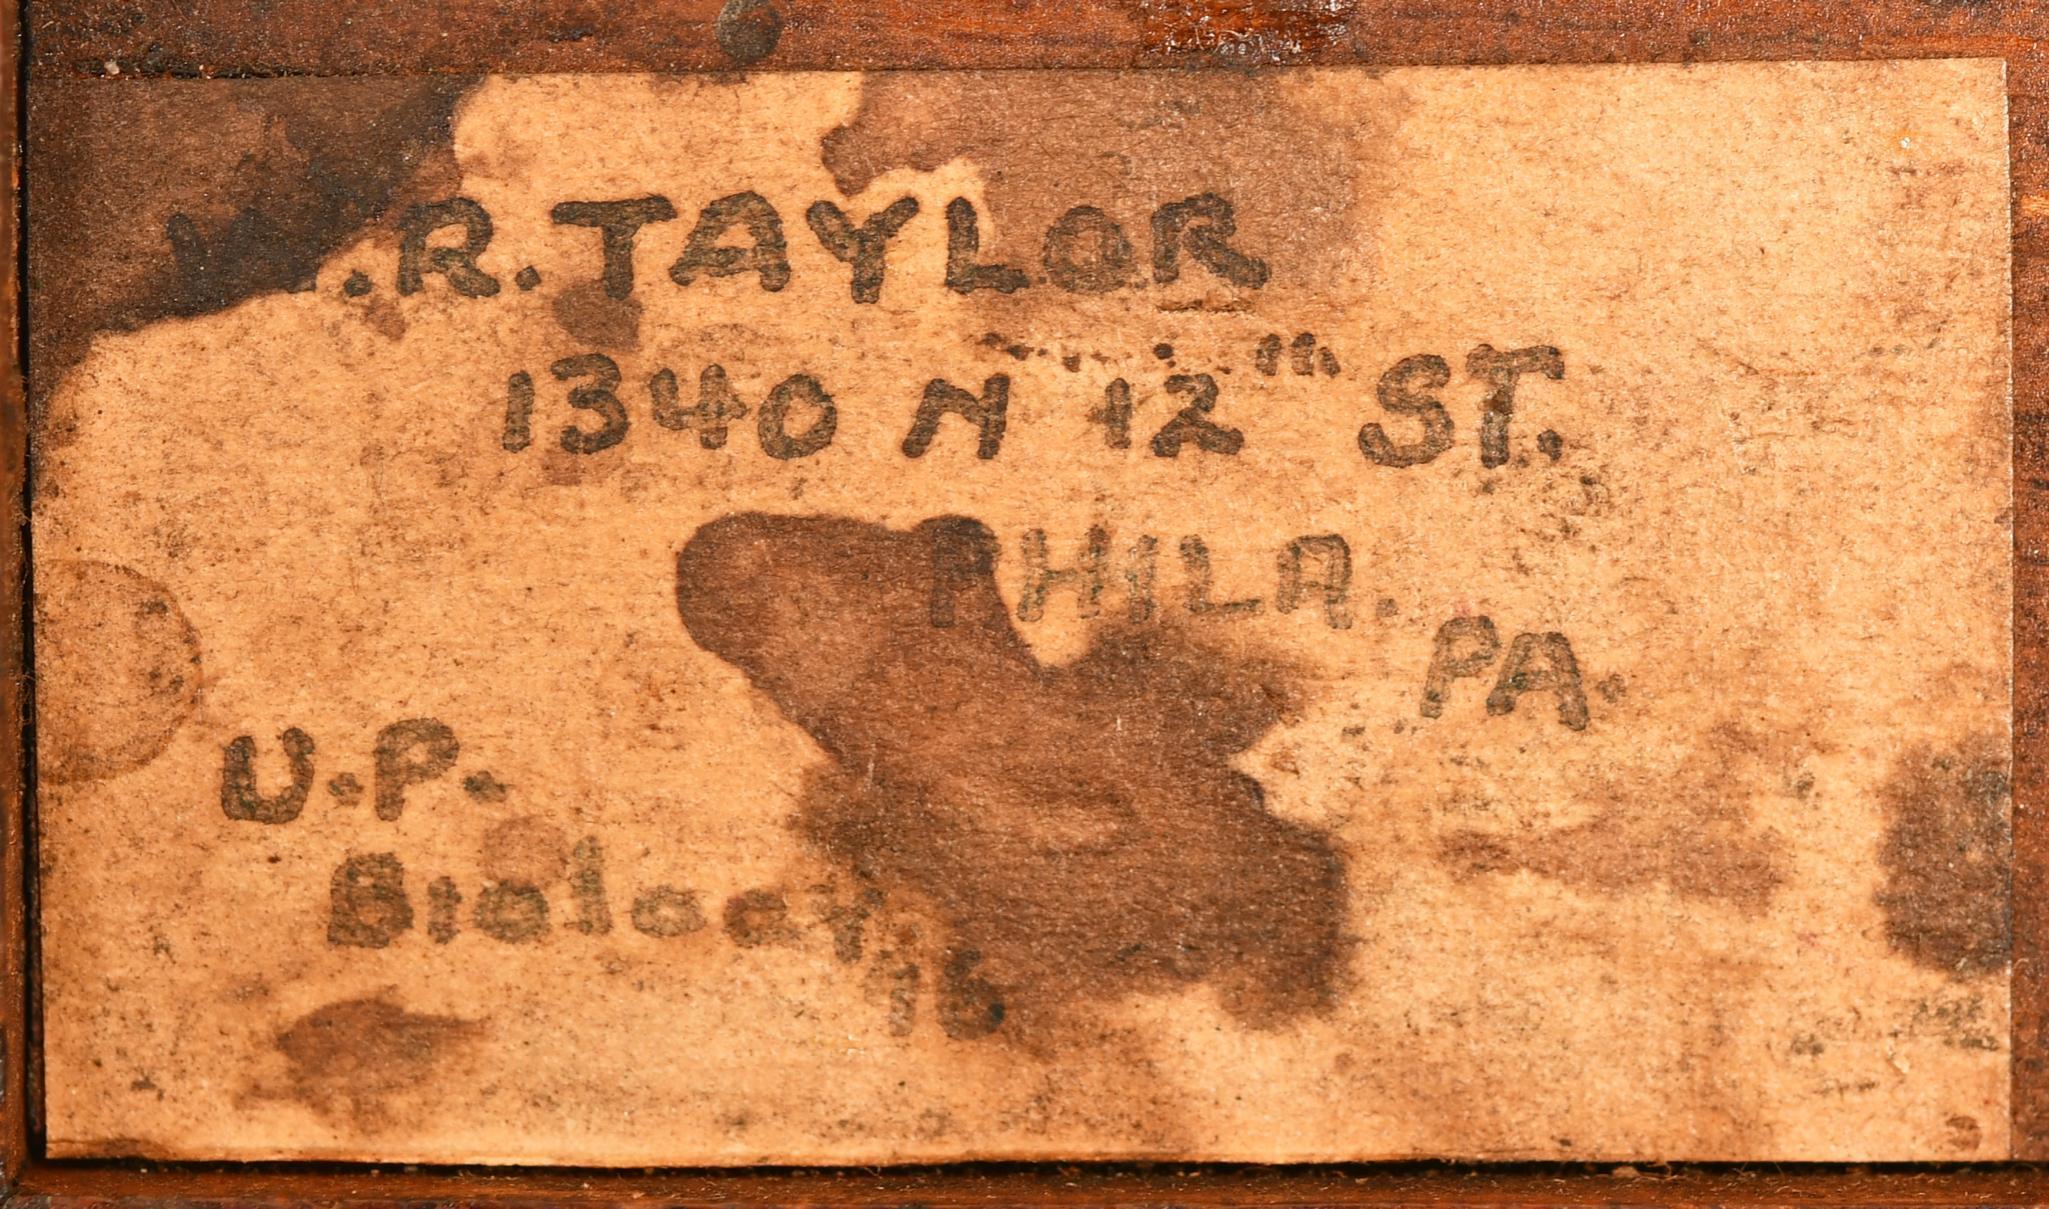 W.R. TAYLOR
1340 N 12TH ST.
PHILA. PA.
U.P.
Biology
'16